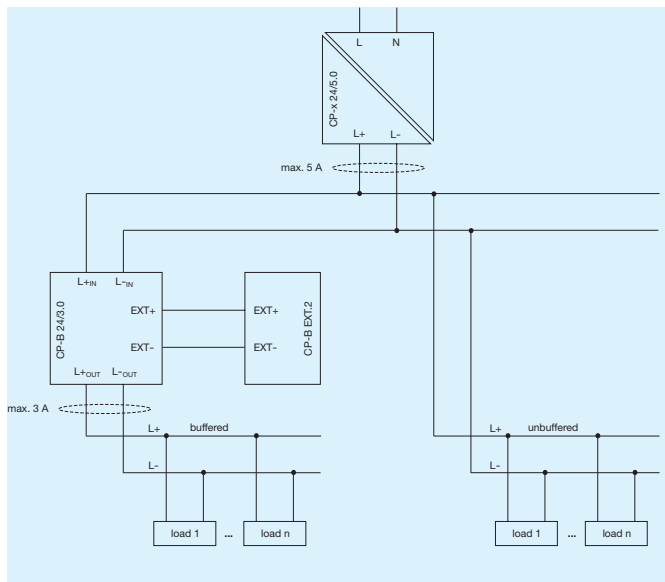 L N
CP-x 24/5.0
L+ L-
max. 5 A
L+IN L-IN
CP-B 24/3.0
EXT+ EXT+
CP-B EXT.2
EXT- EXT-
L+OUT L-OUT
max. 3 A
L+ buffered
L+ unbuffered
L-
L-
load 1 ... load n
load 1 ... load n